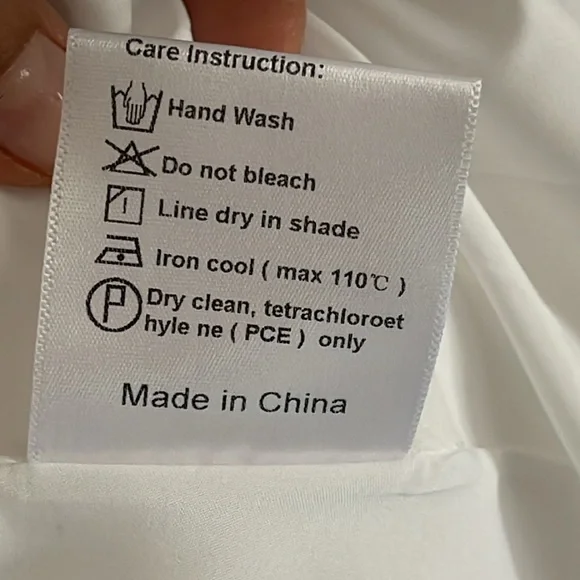 Care Instruction:
Hand Wash
Do not bleach
Line dry in shade
Iron cool ( max 110℃ )
P Dry clean, tetrachloroet
hyle ne ( PCE ) only
Made in China